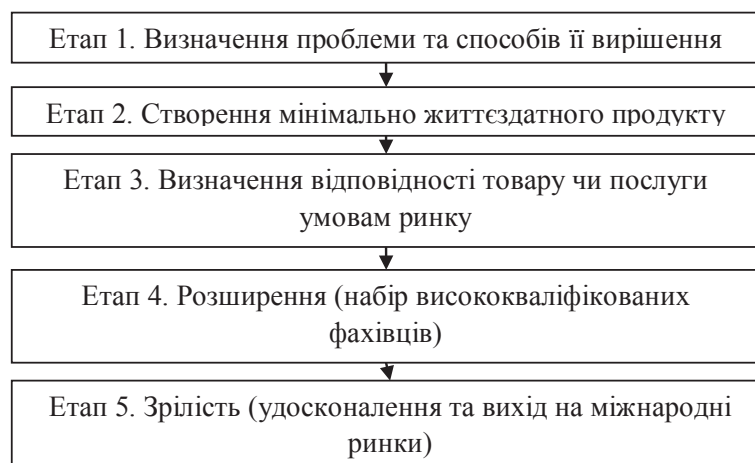 Етап 1. Визначення проблеми та способів її вирішення
Етап 2. Створення мінімально життєздатного продукту
Етап 3. Визначення відповідності товару чи послуги
умовам ринку
Етап 4. Розширення (набір висококваліфікованих
фахівців)
Етап 5. Зрілість (удосконалення та вихід на міжнародні
ринки)